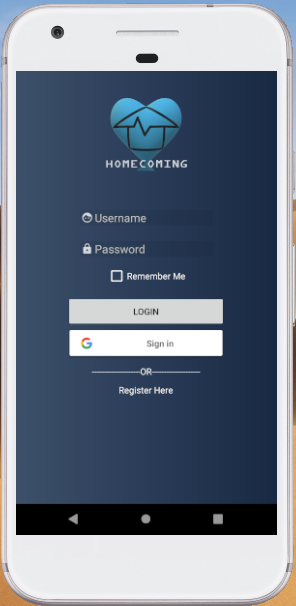 HOMECOMING
Username
Password
Remember Me
LOGIN
Sign in
OR
Register Here